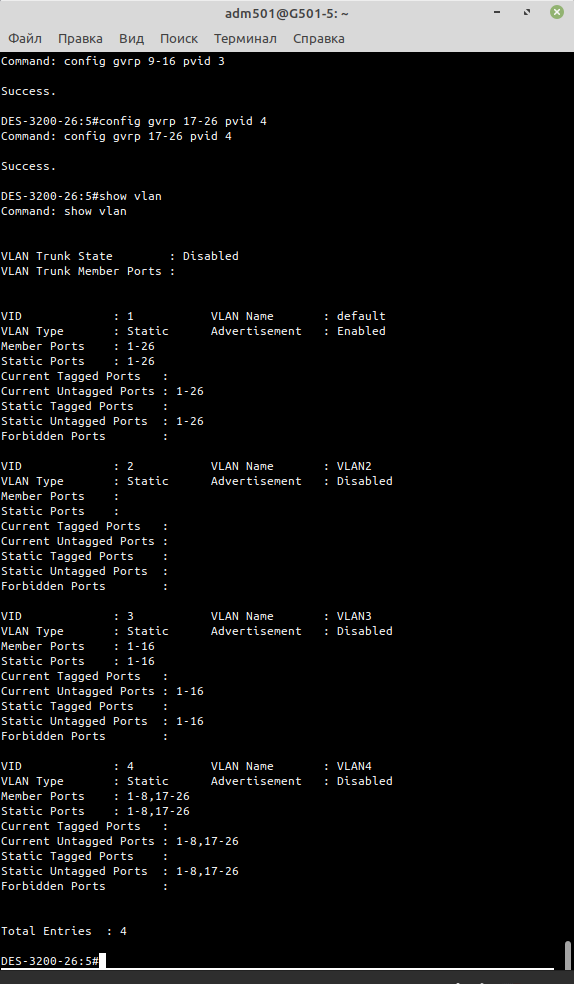 adm501@G501-5: ~
Файл Правка Вид Поиск Терминал Справка
Command: config gvrp 9-16 pvid 3
Success.
DES-3200-26:5#config gvrp 17-26 pvid 4
Command: config gvrp 17-26 pvid 4
Success.
DES-3200-26:5#show vlan
Command: show vlan
VLAN Trunk State        : Disabled
VLAN Trunk Member Ports :
VID             : 1           VLAN Name       : default
VLAN Type       : Static      Advertisement   : Enabled
Member Ports    : 1-26
Static Ports    : 1-26
Current Tagged Ports   :
Current Untagged Ports : 1-26
Static Tagged Ports    :
Static Untagged Ports  : 1-26
Forbidden Ports        :
VID             : 2           VLAN Name       : VLAN2
VLAN Type       : Static      Advertisement   : Disabled
Member Ports    :
Static Ports    :
Current Tagged Ports   :
Current Untagged Ports :
Static Tagged Ports    :
Static Untagged Ports  :
Forbidden Ports        :
VID             : 3           VLAN Name       : VLAN3
VLAN Type       : Static      Advertisement   : Disabled
Member Ports    : 1-16
Static Ports    : 1-16
Current Tagged Ports   :
Current Untagged Ports : 1-16
Static Tagged Ports    :
Static Untagged Ports  : 1-16
Forbidden Ports        :
VID             : 4           VLAN Name       : VLAN4
VLAN Type       : Static      Advertisement   : Disabled
Member Ports    : 1-8,17-26
Static Ports    : 1-8,17-26
Current Tagged Ports   :
Current Untagged Ports : 1-8,17-26
Static Tagged Ports    :
Static Untagged Ports  : 1-8,17-26
Forbidden Ports        :
Total Entries  : 4
DES-3200-26:5#